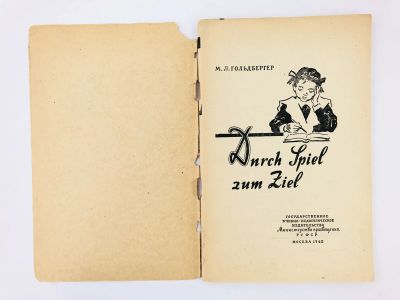 М. Л. ГОЛЬДБЕРГЕР
Durch Spiel
zum Ziel
ГОСУДАРСТВЕННОЕ
УЧЕБНО-ПЕДАГОГИЧЕСКОЕ
ИЗДАТЕЛЬСТВО
Министерства просвещения
РСФСР
МОСКВА 1962